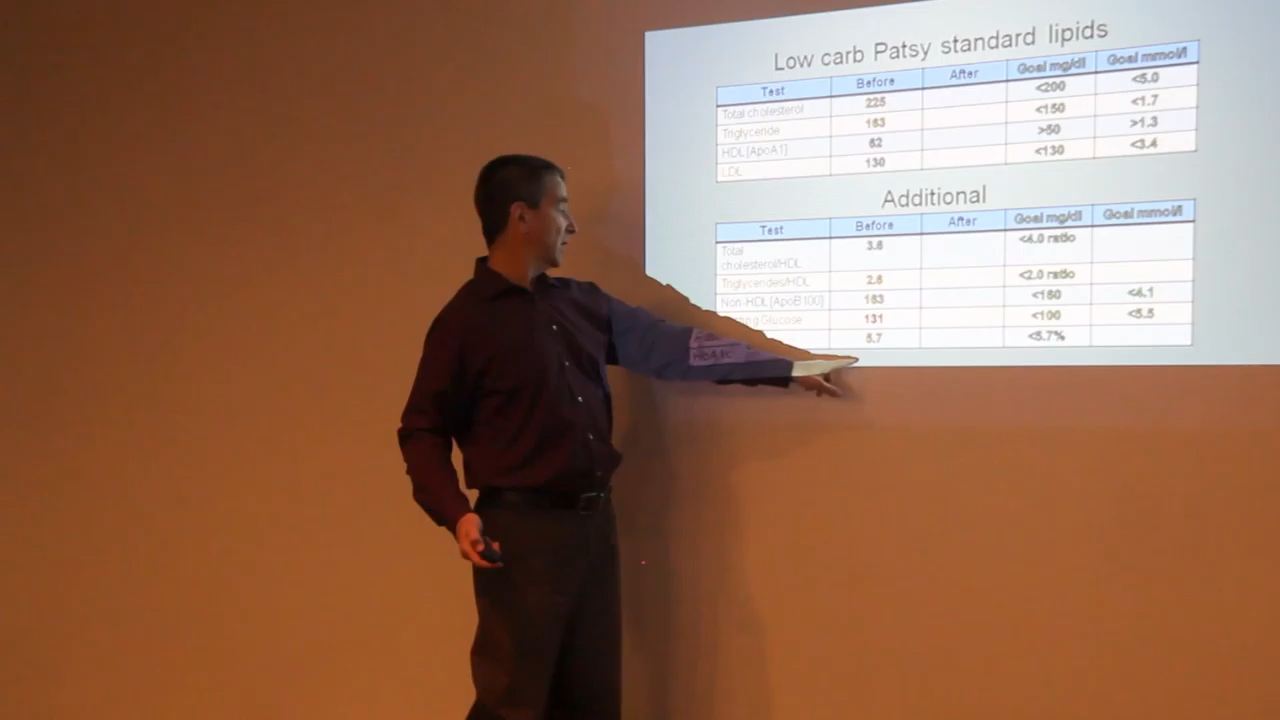 Low carb Patsy standard lipids
Test Before After Goal mg/dl Goal mmol/l
Total cholesterol 225 <200 <5.0
Triglyceride 163 <150 <1.7
HDL [ApoA1] 62 >50 >1.3
LDL 130 <130 <3.4
Additional
Test Before After Goal mg/dl Goal mmol/l
Total
cholesterol/HDL 3.6 <4.0 ratio
Triglycerides/HDL 2.6 <2.0 ratio
Non-HDL [ApoB100] 163 <160 <4.1
Glucose 131 <100 <5.5
HbA1c 5.7 <5.7%